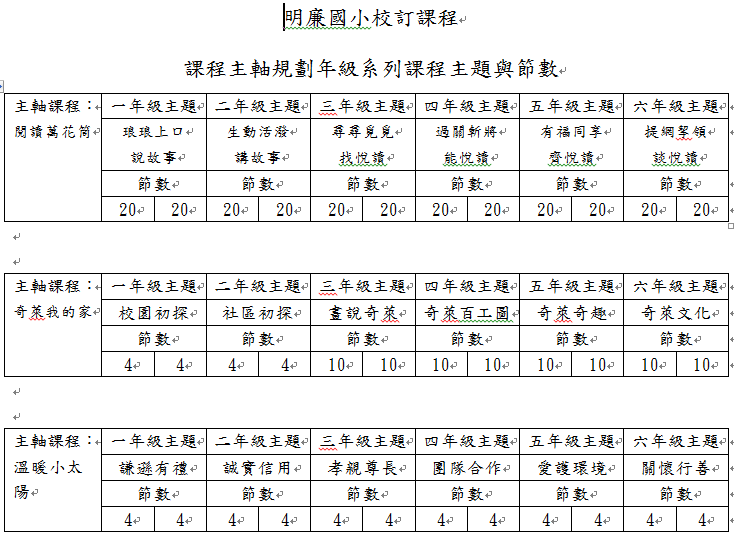 明廉國小校訂課程
課程主軸規劃年級系列課程主題與節數
主軸課程： 一年級主題 二年級主題 三年級主題 四年級主題 五年級主題 六年級主題
閱讀萬花筒 琅琅上口 生動活潑 尋尋覓覓 過關斬將 有福同享 提綱挈領
說故事 講故事 找悅讀 能悅讀 齊悅讀 談悅讀
節數 節數 節數 節數 節數 節數
20 20 20 20 20 20 20 20 20 20 20 20
主軸課程： 一年級主題 二年級主題 三年級主題 四年級主題 五年級主題 六年級主題
奇萊我的家 校園初探 社區初探 畫說奇萊 奇萊百工圖 奇萊奇趣 奇萊文化
節數 節數 節數 節數 節數 節數
4 4 4 4 10 10 10 10 10 10 10 10
主軸課程： 一年級主題 二年級主題 三年級主題 四年級主題 五年級主題 六年級主題
溫暖小太 謙遜有禮 誠實信用 孝親尊長 團隊合作 愛護環境 關懷行善
陽 節數 節數 節數 節數 節數 節數
4 4 4 4 4 4 4 4 4 4 4 4